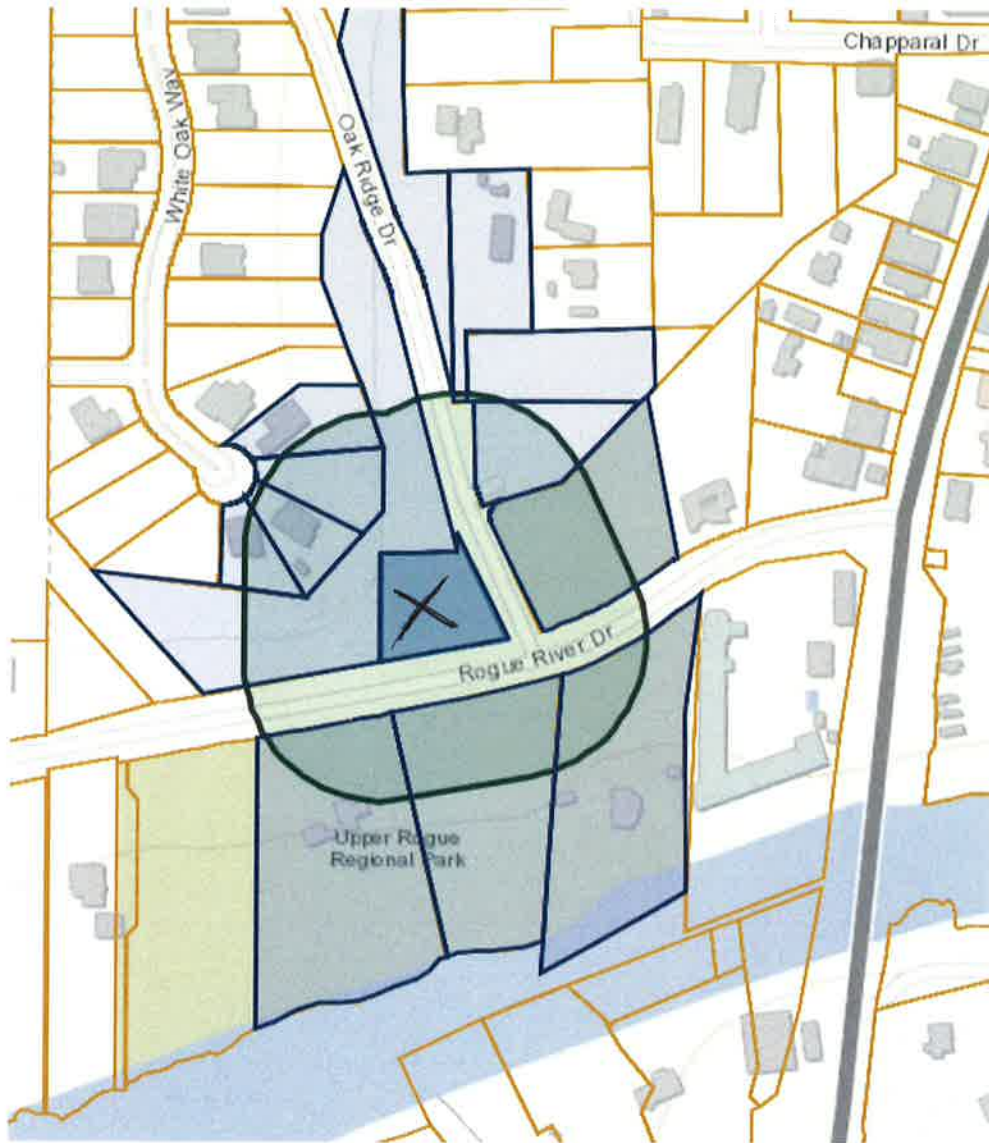 Chapparal Dr
White Oak Way
Oak Ridge Dr
Rogue River Dr
Upper Rogue
Regional Park